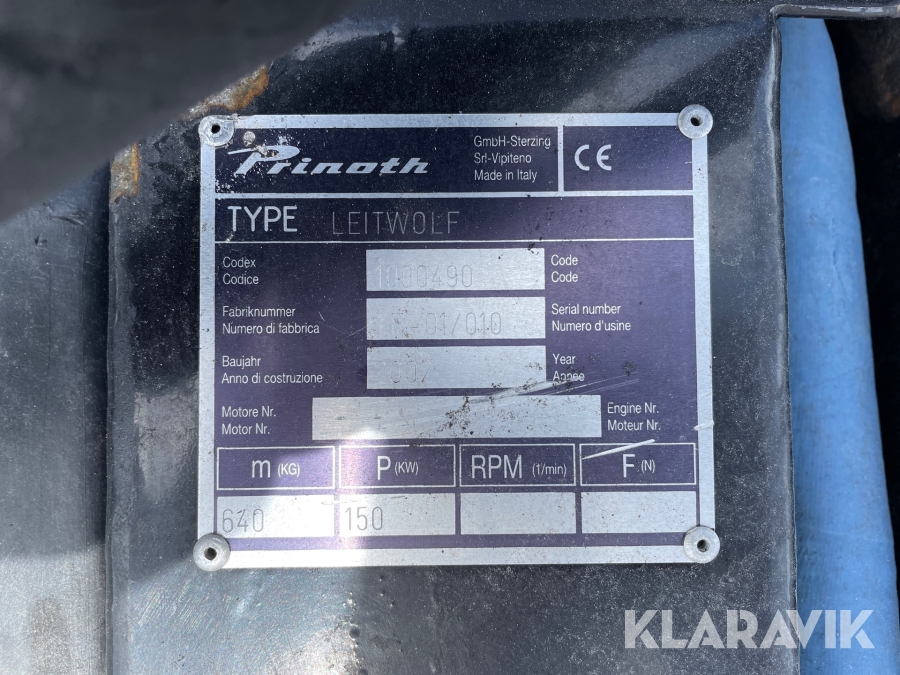 Prinoth
GmbH-Sterzing
Srl-Vipiteno
Made in Italy
CE
TYPE LEITWOLF
Codex
Codice
Code
Code
Fabriknummer
Numero di fabbrica
Serial number
Numero d'usine
Baujahr
Anno di costruzione
Year
Annee
Motore Nr.
Motor Nr.
Engine Nr.
Moteur Nr.
m (KG) P (KW) RPM (1/min) F (N)
640 150
KLARAVIK